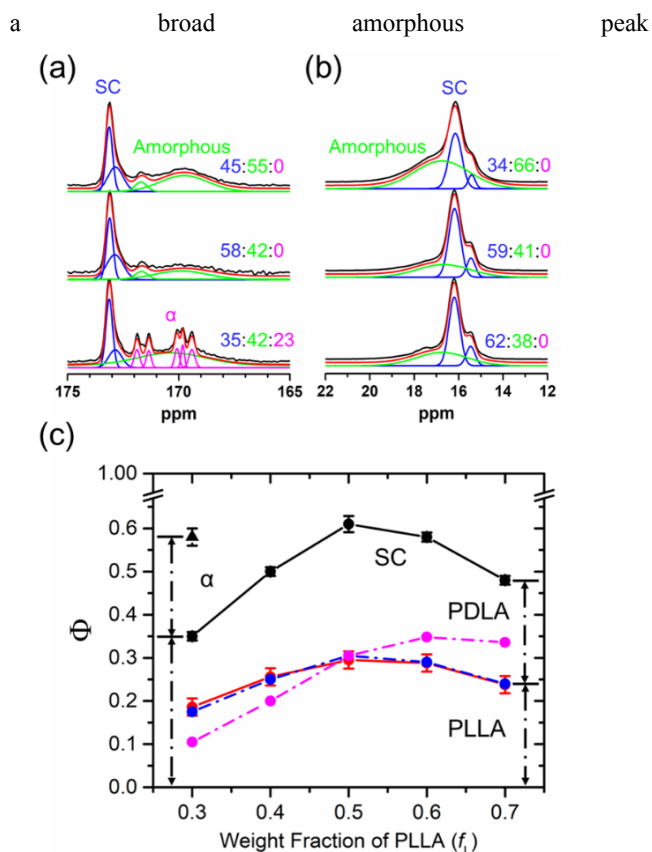 a broad amorphous peak
(a)
(b)
SC
SC
Amorphous
45:55:0
Amorphous
34:66:0
58:42:0
59:41:0
α
35:42:23
62:38:0
175 170 165
22 20 18 16 14 12
ppm
ppm
(c)
1.00
0.6
α
SC
0.5
PDLA
Φ
0.4
0.3
0.2
PLLA
0.1
0.0
0.3 0.4 0.5 0.6 0.7
Weight Fraction of PLLA (fL)